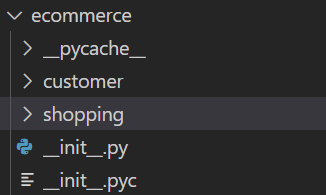 ecommerce
__pycache__
customer
shopping
__init__.py
__init__.pyc